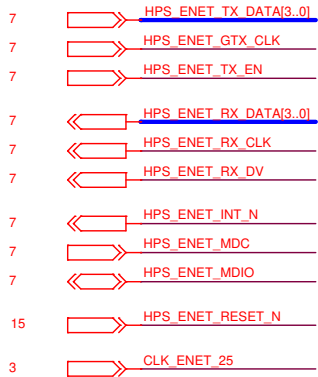 7 HPS_ENET_TX_DATA[3..0]
7 HPS_ENET_GTX_CLK
7 HPS_ENET_TX_EN
7 HPS_ENET_RX_DATA[3..0]
7 HPS_ENET_RX_CLK
7 HPS_ENET_RX_DV
7 HPS_ENET_INT_N
7 HPS_ENET_MDC
7 HPS_ENET_MDIO
15 HPS_ENET_RESET_N
3 CLK_ENET_25